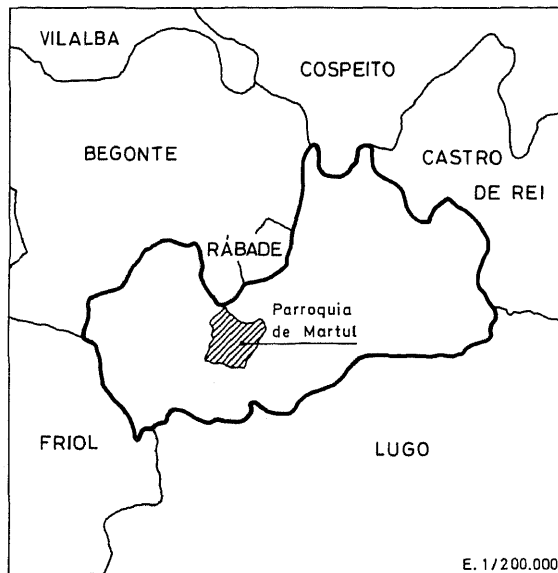 VILALBA
COSPEITO
BEGONTE
CASTRO
DE REI
RÁBADE
Parroquia
de Martul
FRIOL
LUGO
E. 1/200.000